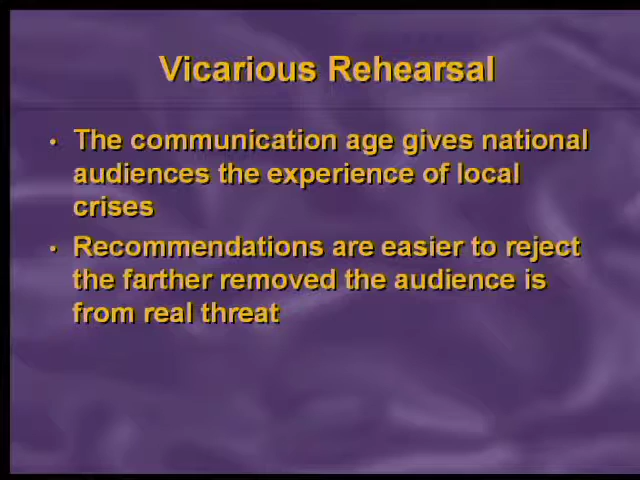 Vicarious Rehearsal
• The communication age gives national
audiences the experience of local
crises
• Recommendations are easier to reject
the farther removed the audience is
from real threat